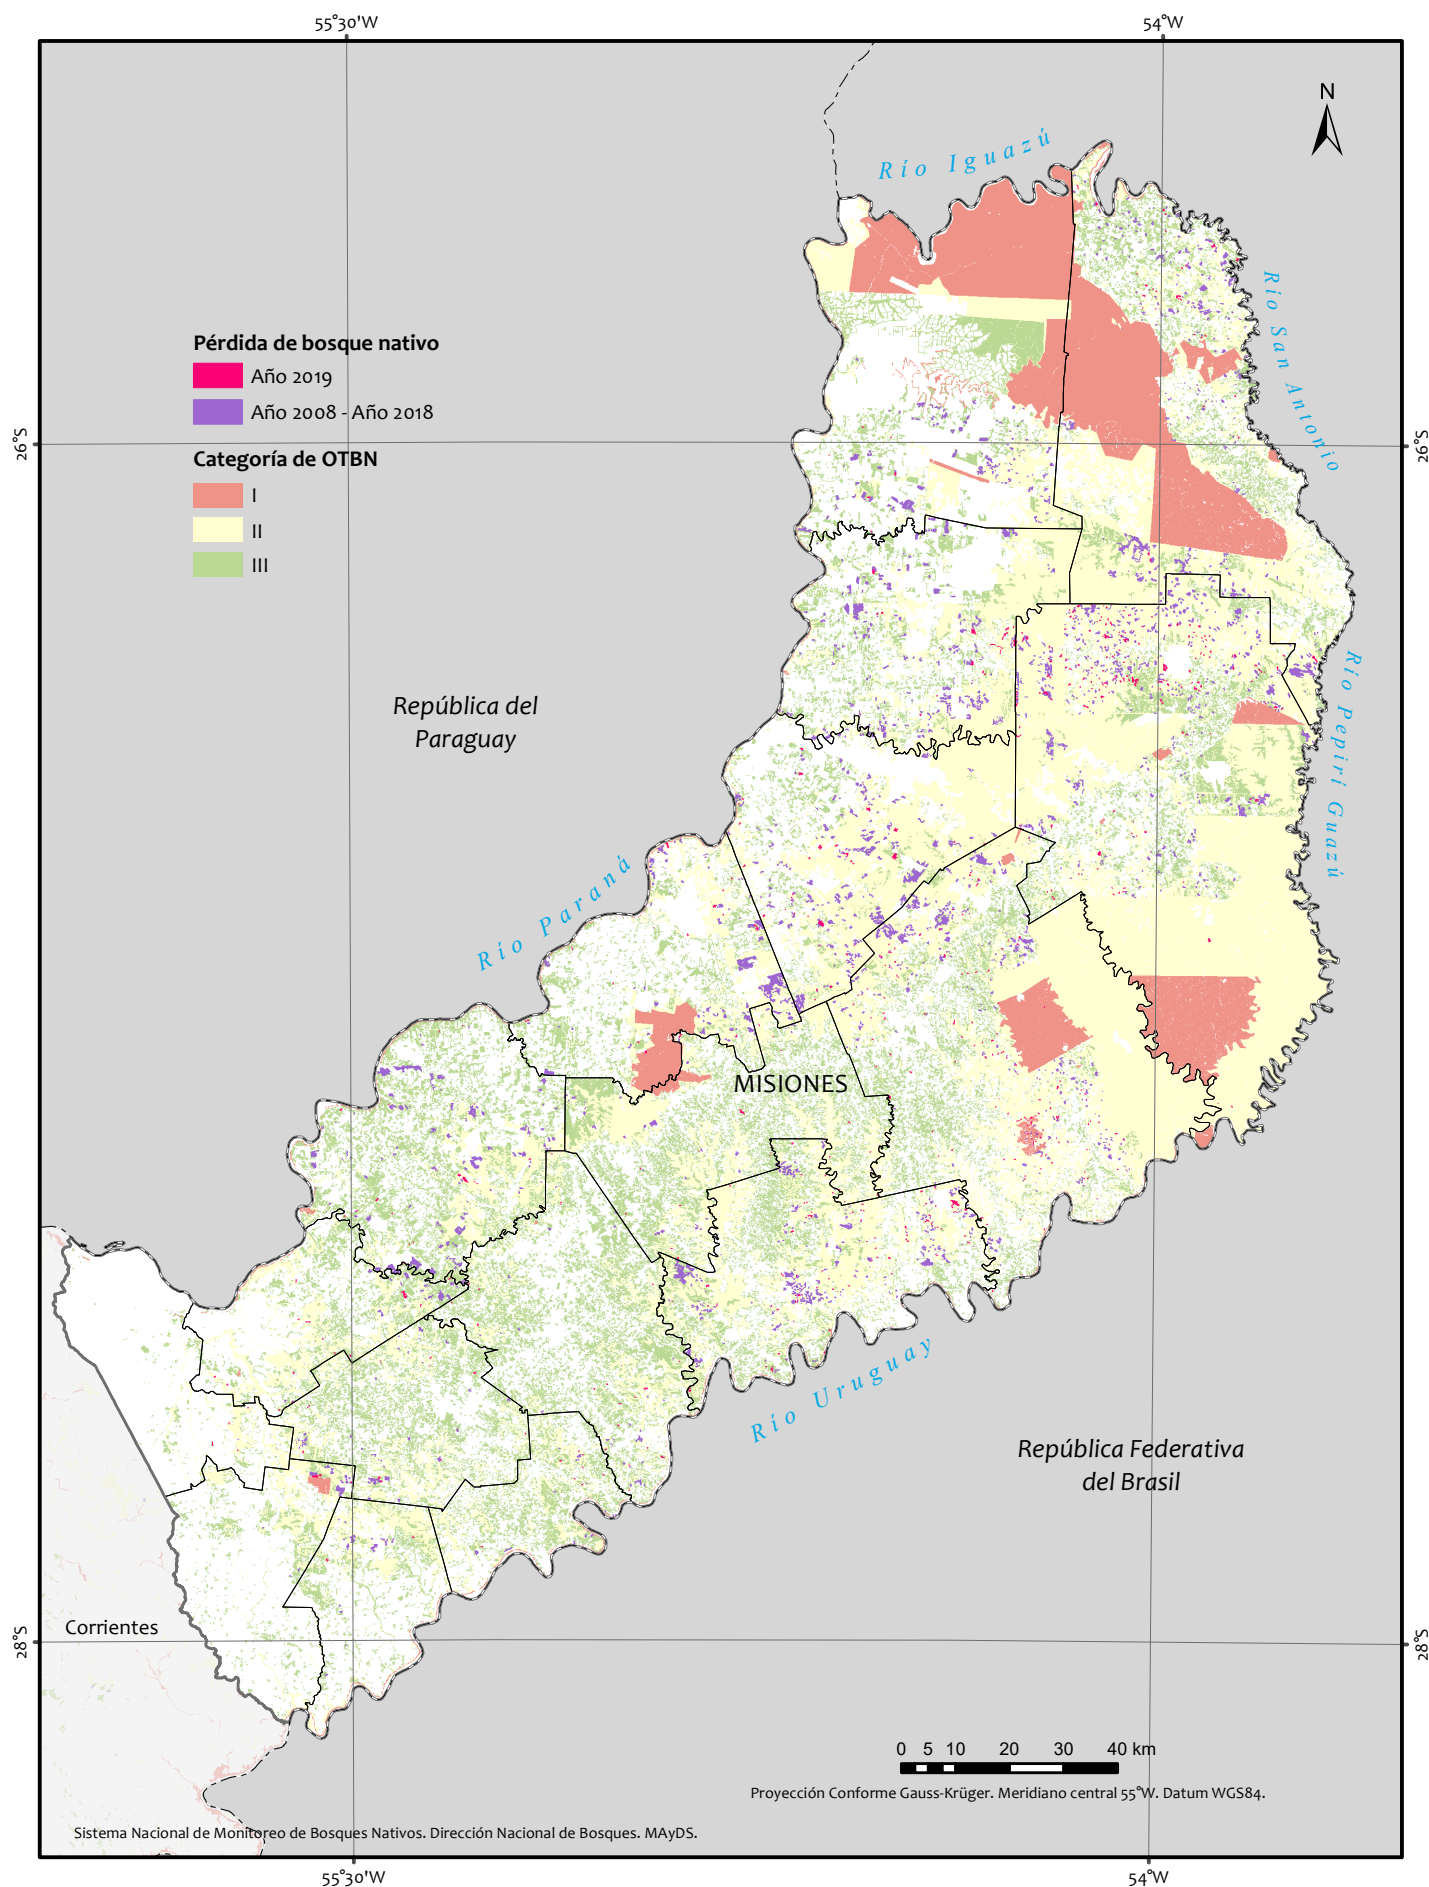 55°30'W
54°W
N
Río Iguazú
Río San Antonio
Pérdida de bosque nativo
Año 2019
Año 2008 - Año 2018
26°S
26°S
Categoría de OTBN
I
II
III
República del
Paraguay
Río Pepirí Guazú
Río Paraná
MISIONES
Río Uruguay
República Federativa
del Brasil
Corrientes
28°S
28°S
0 5 10 20 30 40 km
Proyección Conforme Gauss-Krüger. Meridiano central 55°W. Datum WGS84.
Sistema Nacional de Monitoreo de Bosques Nativos. Dirección Nacional de Bosques. MAyDS.
55°30'W
54°W